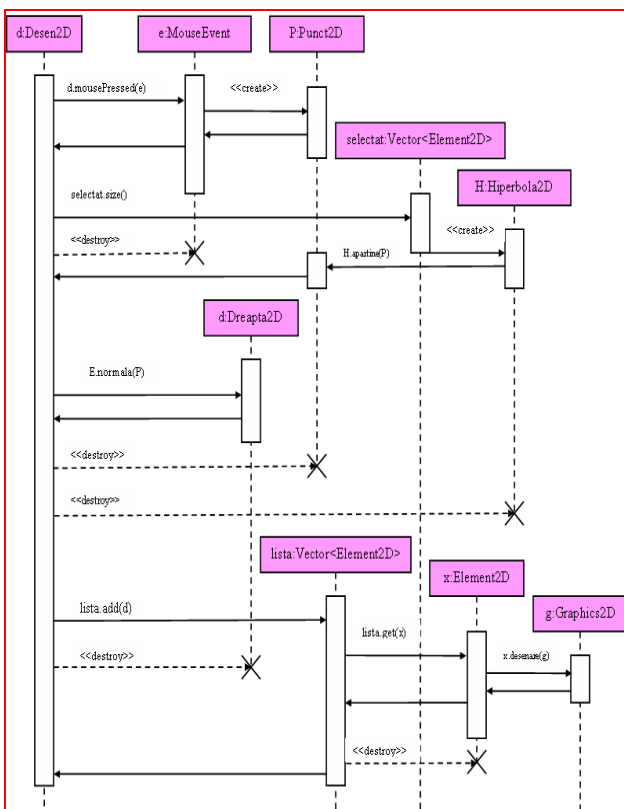 d:Desen2D
e:MouseEvent
P:Punct2D
d.mousePressed(e)
<<create>>
selectat:Vector<Element2D>
H:Hiperbola2D
selectat.size()
<<create>>
<<destroy>>
H.apartine(P)
d:Dreapta2D
E.normala(P)
<<destroy>>
<<destroy>>
lista:Vector<Element2D>
x:Element2D
g:Graphics2D
lista.add(d)
lista.get(x)
<<destroy>>
x.desenare(g)
<<destroy>>